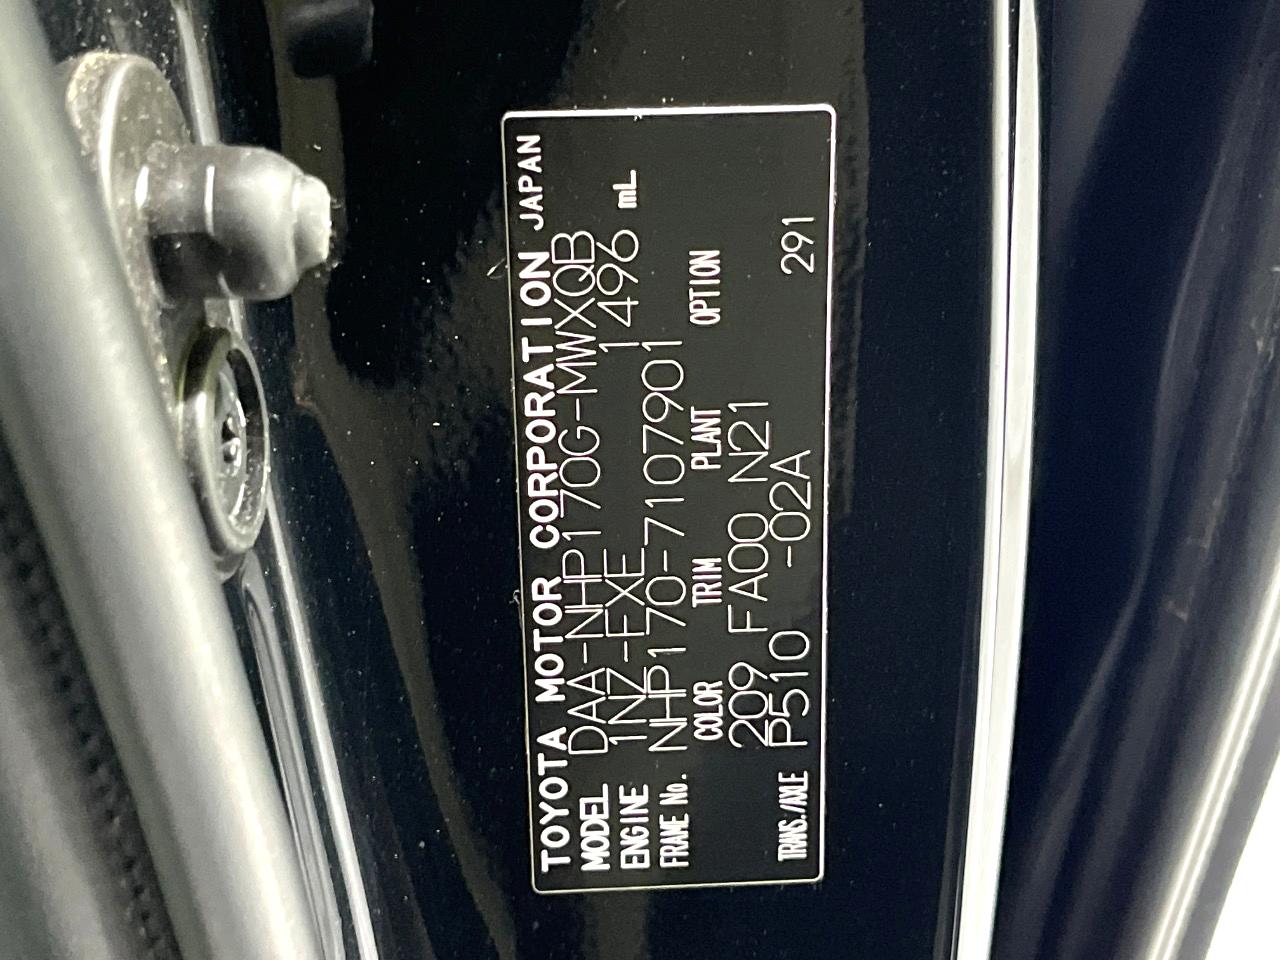 TOYOTA MOTOR CORPORATION JAPAN
MODEL DAA-NHP170G-MWXQB
ENGINE 1NZ-FXE 1496 mL
FRAME No. NHP170-7107901
COLOR TRIM PLANT OPTION
209 FA00 N21
TRANS./AXLE P510 -02A 291